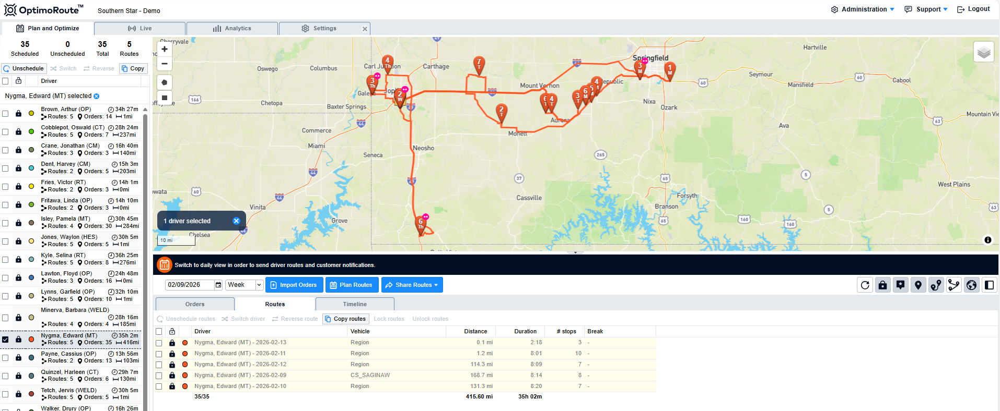 OptimoRoute™
Southern Star - Demo
Administration
Support
Logout
Plan and Optimize
Live
Analytics
Settings
35
0
35
5
Scheduled
Unscheduled
Total
Routes
Unschedule
Switch
Reverse
Copy
Driver
Nygma, Edward (MT) selected
Brown, Arthur (OP) 34h 27m
Routes: 5 Orders: 14 1mi
Cobblepot, Oswald (CT) 28h 24m
Routes: 5 Orders: 7 237mi
Crane, Jonathan (CM) 16h 40m
Routes: 3 Orders: 3 140mi
Dent, Harvey (CM) 15h 3m
Routes: 2 Orders: 5 203mi
Fries, Victor (RT) 14h 1m
Routes: 2 Orders: 3 0mi
Fritawa, Linda (OP) 14h 10m
Routes: 2 Orders: 3 0mi
Isley, Pamela (MT) 30h 45m
Routes: 4 Orders: 30 284mi
Jones, Waylon (HES) 30h 5m
Routes: 5 Orders: 5 1mi
Kyle, Selina (RT) 36h 25m
Routes: 5 Orders: 8 276mi
Lawton, Floyd (OP) 24h 48m
Routes: 3 Orders: 16 0mi
Lynns, Garfield (OP) 32h 10m
Routes: 5 Orders: 10 1mi
Minerva, Barbara (WELD)
28h 16m
Routes: 4 Orders: 4 185mi
Nygma, Edward (MT) 35h 2m
Routes: 5 Orders: 35 416mi
Payne, Cassius (OP) 13h 56m
Routes: 2 Orders: 13 103mi
Quinzel, Harleen (CT) 29h 7m
Routes: 5 Orders: 6 130mi
Tetch, Jervis (WELD) 30h 5m
Routes: 5 Orders: 5 1mi
Walker, Drury (OP) 16h 26m
Cherryvale
Oswego
Columbus
Carthage
Springfield
Hartville
Mount Vernon
Seymour
Mansfield
Cabool
Chetopa
Baxter Springs
Nixa
Ozark
Mountain Vie
Commerce
Monett
Ava
Miami
Seneca
Neosho
Cassville
Forsyth
West Plains
Vinita
Branson
Grove
Chelsea
166
44
49
60
60
63
265
37
65
5
5
160
160
65
63
44
44
44
44
1
M
3
M
4
M
5
M
6
M
3
T
4
T
2
T
7
T
4
Th
3
Th
2
W
6
Th
1 driver selected
10 mi
Switch to daily view in order to send driver routes and customer notifications.
02/09/2026
Week
Import Orders
Plan Routes
Share Routes
Orders
Routes
Timeline
Unschedule routes
Switch driver
Reverse route
Copy routes
Lock routes
Unlock routes
Driver Vehicle Distance Duration # stops Break
Nygma, Edward (MT) - 2026-02-13 Region 0.1 mi 2:18 3 -
Nygma, Edward (MT) - 2026-02-11 Region 1.2 mi 8:01 10 -
Nygma, Edward (MT) - 2026-02-12 Region 114.3 mi 8:09 7 -
Nygma, Edward (MT) - 2026-02-09 CS_SAGINAW 168.7 mi 8:14 8 -
Nygma, Edward (MT) - 2026-02-10 Region 131.3 mi 8:20 7 -
35/35 415.60 mi 35h 02m